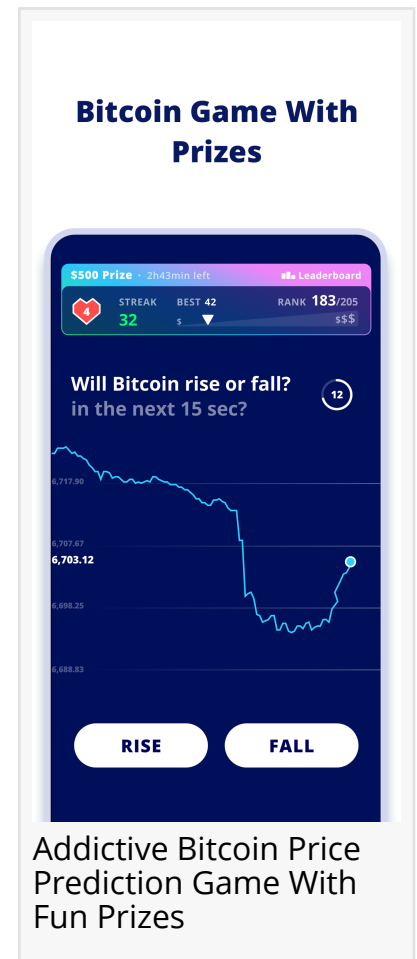 Bitcoin Game With
Prizes
$500 Prize · 2h43min left Leaderboard
4
STREAK BEST 42 RANK 183/205
32 $ $$$
Will Bitcoin rise or fall?
in the next 15 sec?
12
6,717.90
6,707.67
6,703.12
6,698.25
6,688.83
RISE FALL
Addictive Bitcoin Price
Prediction Game With
Fun Prizes